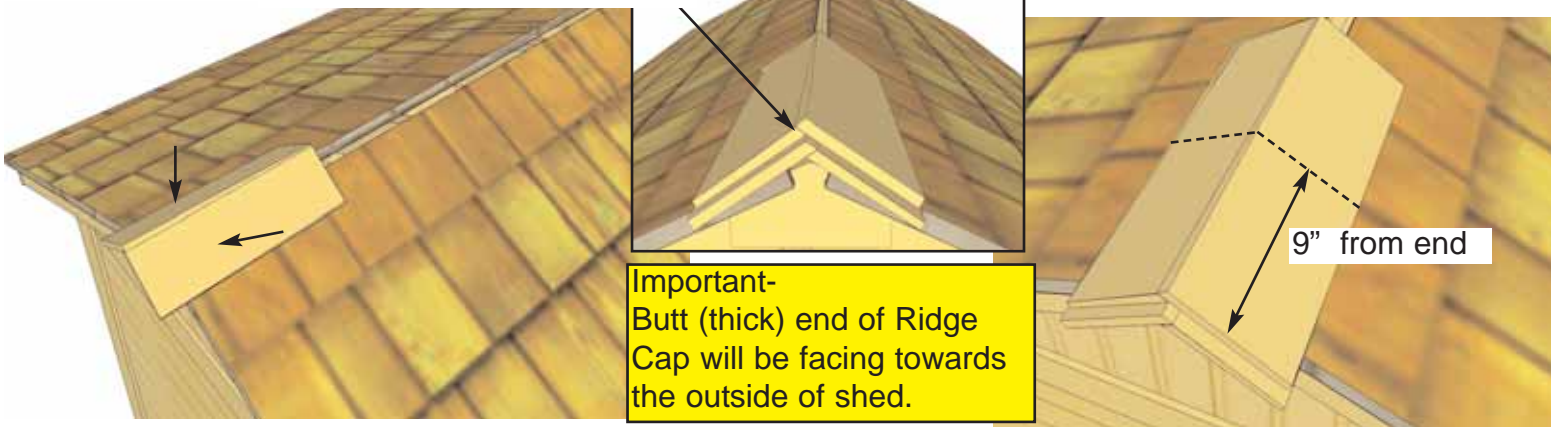 Important-
Butt (thick) end of Ridge
Cap will be facing towards
the outside of shed.
9” from end